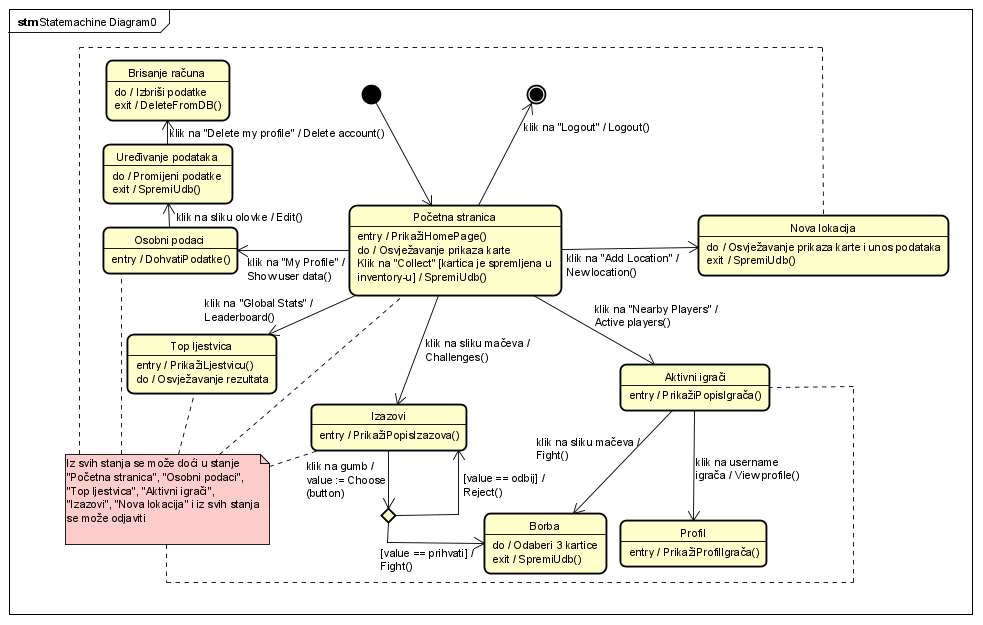 stm Statemachine Diagram0
Brisanje računa
do / Izbriši podatke
exit / DeleteFromDB()
klik na "Delete my profile" / Delete account()
klik na "Logout" / Logout()
Uređivanje podataka
do / Promijeni podatke
exit / SpremiUdb()
klik na sliku olovke / Edit()
Osobni podaci
entry / DohvatiPodatke()
Početna stranica
entry / PrikažiHomePage()
do / Osvježavanje prikaza karte
Klik na "Collect" [kartica je spremljena u
inventory-u] / SpremiUdb()
Nova lokacija
do / Osvježavanje prikaza karte i unos podataka
exit / SpremiUdb()
klik na "My Profile" /
Show user data()
klik na "Add Location" /
New location()
klik na "Global Stats" /
Leaderboard()
klik na "Nearby Players" /
Active players()
Top ljestvica
entry / PrikažiLjestvicu()
do / Osvježavanje rezultata
klik na sliku mačeva /
Challenges()
Aktivni igrači
entry / PrikažiPopisIgrača()
Izazovi
entry / PrikažiPopisIzazova()
klik na sliku mačeva /
Fight()
klik na username
igrača / View profile()
Iz svih stanja se može doći u stanje
"Početna stranica", "Osobni podaci",
"Top ljestvica", "Aktivni igrači",
"Izazovi", "Nova lokacija" i iz svih stanja
se može odjaviti
klik na gumb /
value := Choose
(button)
[value == odbij] /
Reject()
Borba
do / Odaberi 3 kartice
exit / SpremiUdb()
Profil
entry / PrikažiProfilIgrača()
[value == prihvati] /
Fight()